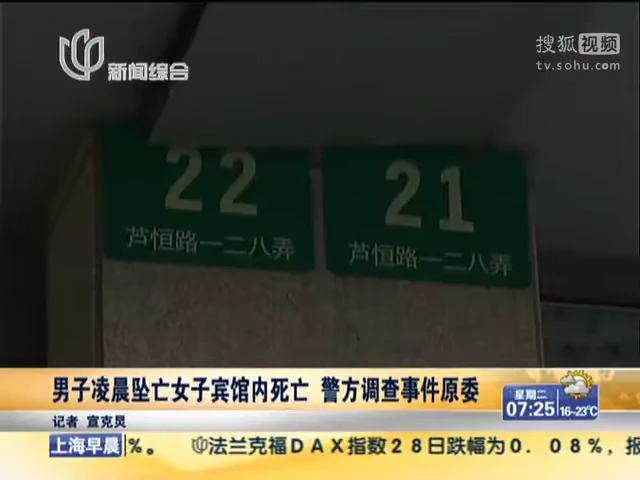 新闻综合
搜狐视频
tv.sohu.com
22
芦恒路一二八弄
21
芦恒路一二八弄
男子凌晨坠亡女子宾馆内死亡 警方调查事件原委
记者 宣克炅
星期二
07:25
16~23℃
上海早晨
%。 法兰克福DAX指数28日跌幅为0.08%,报